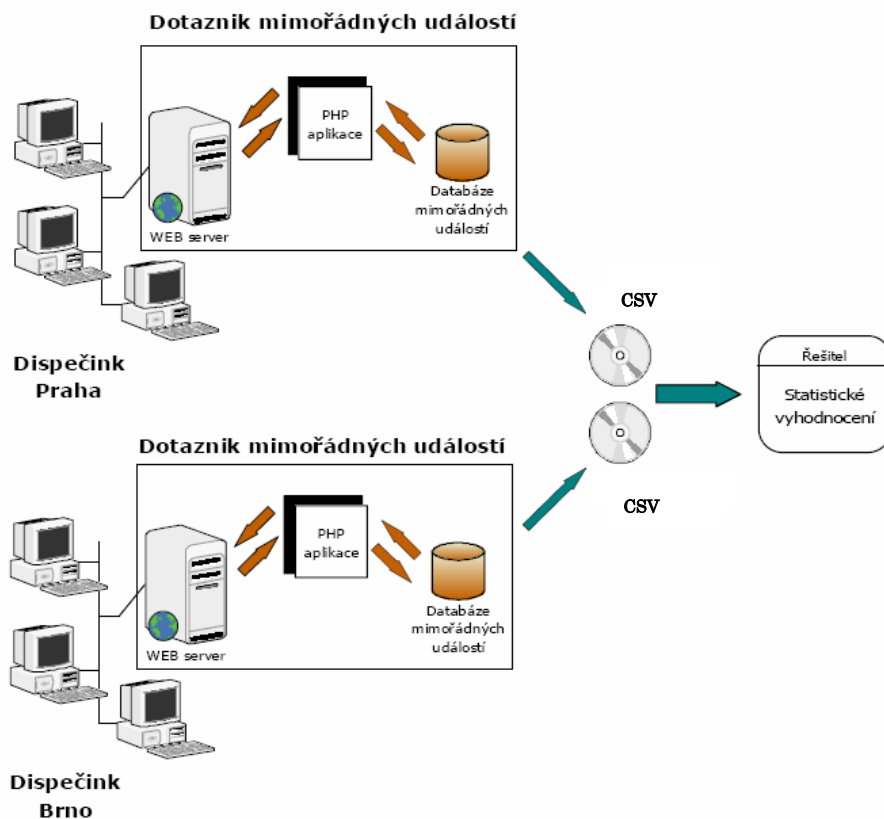 Dotaznik mimořádných událostí
PHP
aplikace
WEB server
Databáze
mimořádných
událostí
Dispečink
Praha
CSV
Řešitel
Statistické
vyhodnocení
Dotaznik mimořádných událostí
PHP
aplikace
WEB server
Databáze
mimořádných
událostí
CSV
Dispečink
Brno